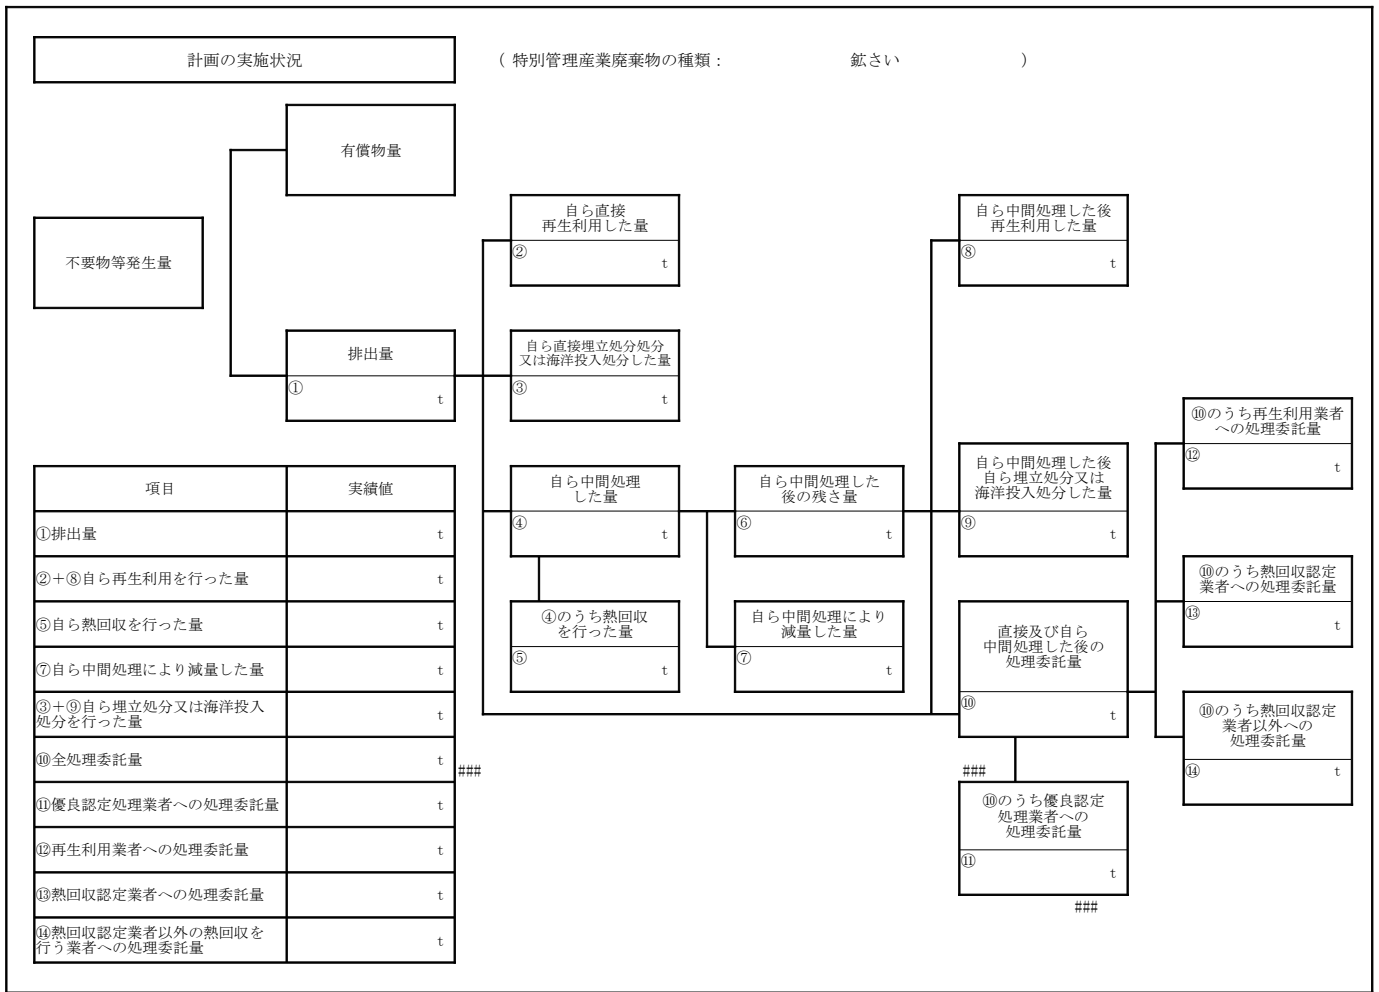 計画の実施状況
（ 特別管理産業廃棄物の種類： 鉱さい ）
有償物量
不要物等発生量
排出量
①
t
自ら直接
再生利用した量
②
t
自ら直接埋立処分処分
又は海洋投入処分した量
③
t
自ら中間処理した後
再生利用した量
⑧
t
自ら中間処理
した量
④
t
自ら中間処理した
後の残さ量
⑥
t
自ら中間処理した後
自ら埋立処分又は
海洋投入処分した量
⑨
t
⑩のうち再生利用業者
への処理委託量
⑫
t
④のうち熱回収
を行った量
⑤
t
自ら中間処理により
減量した量
⑦
t
直接及び自ら
中間処理した後の
処理委託量
⑩
t
⑩のうち熱回収認定
業者への処理委託量
⑬
t
⑩のうち熱回収認定
業者以外への
処理委託量
⑭
t
###
⑩のうち優良認定
処理業者への
処理委託量
⑪
t
###
項目 実績値
①排出量 t
②＋⑧自ら再生利用を行った量 t
⑤自ら熱回収を行った量 t
⑦自ら中間処理により減量した量 t
③＋⑨自ら埋立処分又は海洋投入
処分を行った量 t
⑩全処理委託量 t
###
⑪優良認定処理業者への処理委託量 t
⑫再生利用業者への処理委託量 t
⑬熱回収認定業者への処理委託量 t
⑭熱回収認定業者以外の熱回収を
行う業者への処理委託量 t